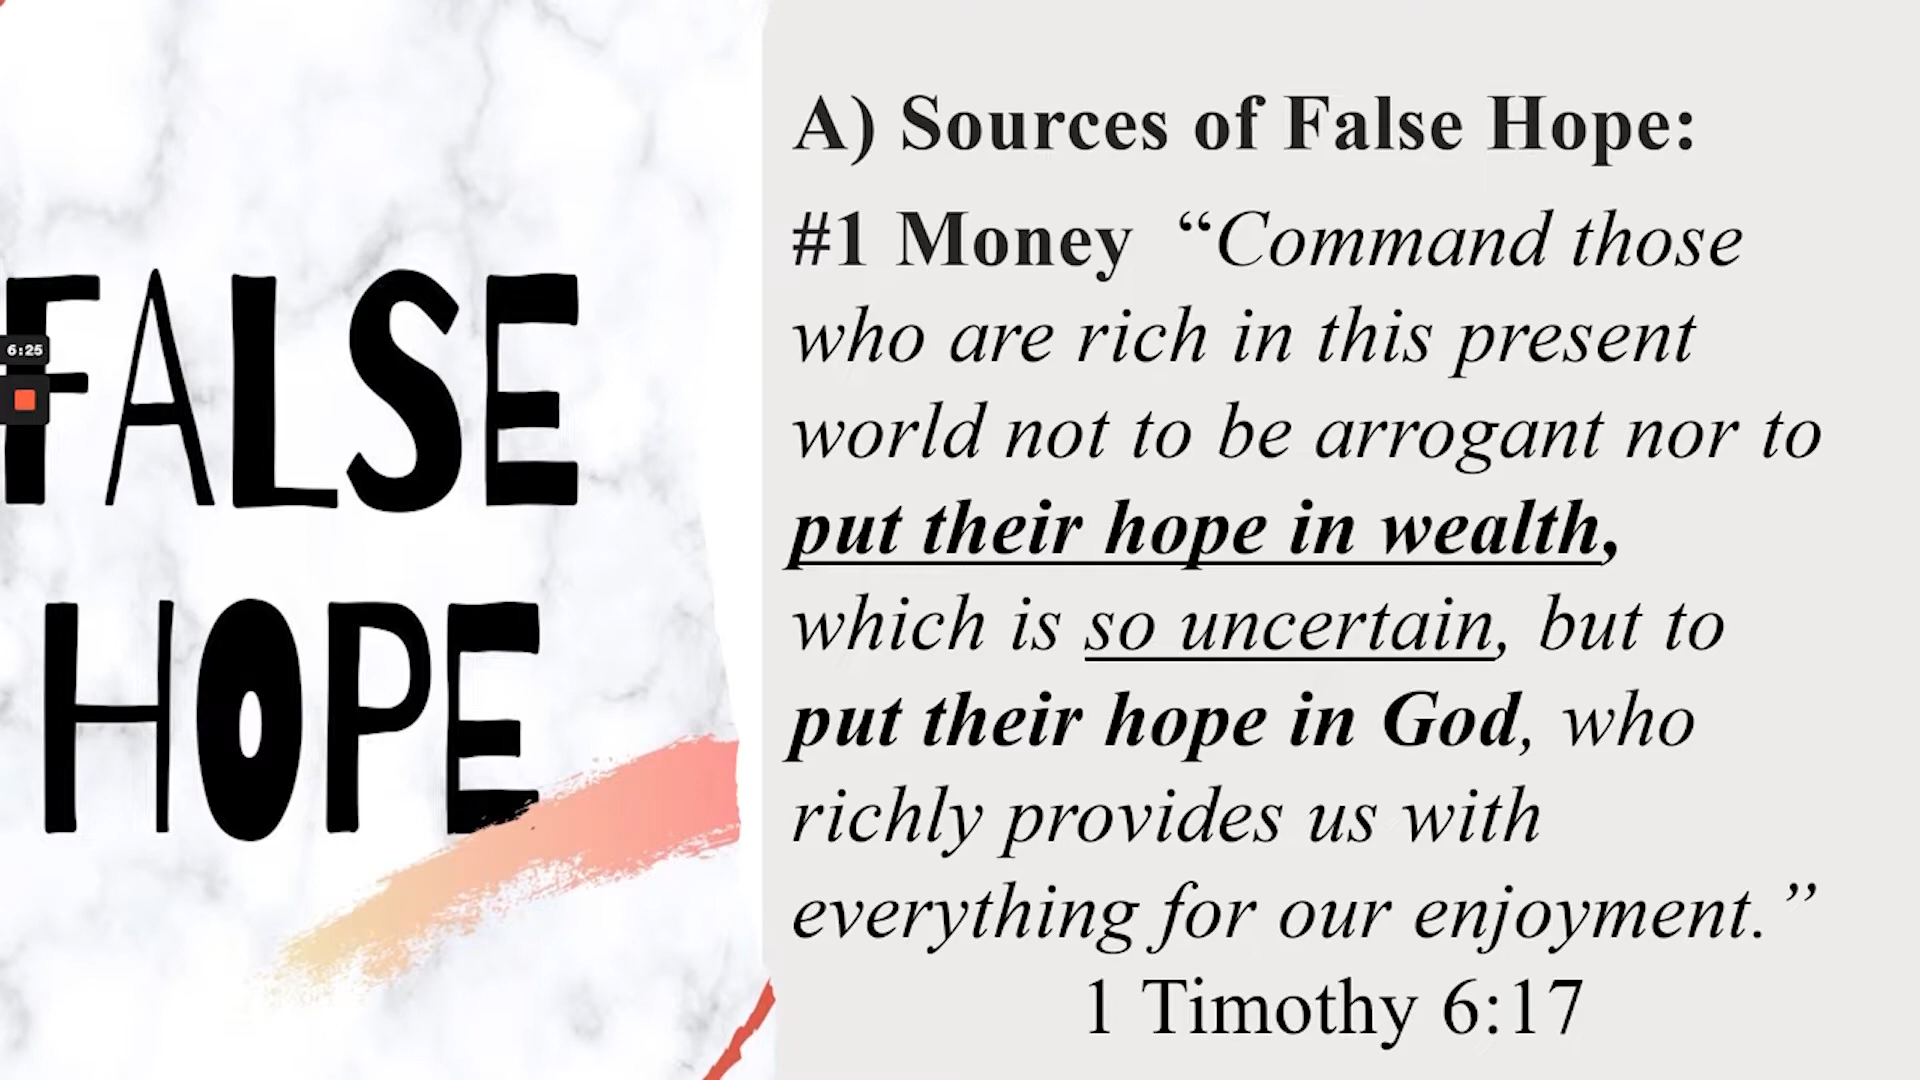 FALSE
HOPE
6:25
A) Sources of False Hope:
#1 Money “Command those
who are rich in this present
world not to be arrogant nor to
put their hope in wealth,
which is so uncertain, but to
put their hope in God, who
richly provides us with
everything for our enjoyment.”
1 Timothy 6:17